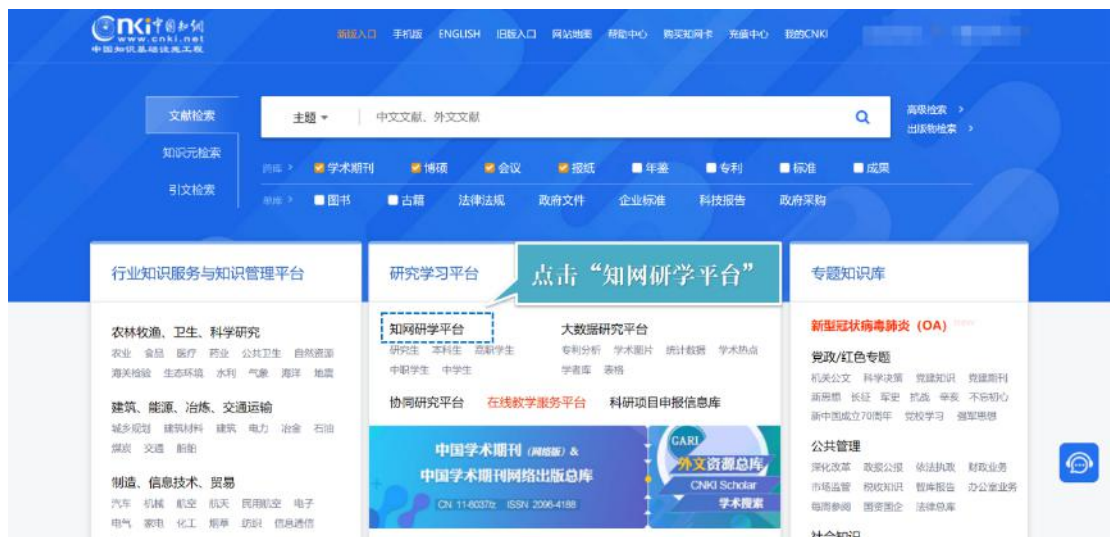 cnki中国知网
www.cnki.net
中国知识基础设施工程
新版入口 手机版 ENGLISH 旧版入口 网站地图 帮助中心 购买知网卡 充值中心 我的CNKI
文献检索
知识元检索
引文检索
主题 中文文献、外文文献
高级检索 >
出版物检索 >
跨库 > 学术期刊 博硕 会议 报纸 年鉴 专利 标准 成果
单库 > 图书 古籍 法律法规 政府文件 企业标准 科技报告 政府采购
行业知识服务与知识管理平台
农林牧渔、卫生、科学研究
农业 食品 医疗 药业 公共卫生 自然资源
海关检验 生态环境 水利 气象 海洋 地震
建筑、能源、冶炼、交通运输
城乡规划 建筑材料 建筑 电力 冶金 石油
煤炭 交通 船舶
制造、信息技术、贸易
汽车 机械 航空 航天 民用航空 电子
电气 家电 化工 烟草 纺织 信息通信
研究学习平台
点击“知网研学平台”
知网研学平台
研究生 本科生 高职学生
中职学生 中学生
大数据研究平台
专利分析 学术图片 统计数据 学术热点
学者库 表格
协同研究平台 在线教学服务平台 科研项目申报信息库
中国学术期刊(网络版)&
中国学术期刊网络出版总库
CN 11-6037/z ISSN 2096-4188
GARI
外文资源总库
CNKI Scholar
学术搜索
专题知识库
新型冠状病毒肺炎(OA)
党政/红色专题
机关公文 科学决策 党建知识 党建期刊
新思想 长征 军史 抗战 辛亥 不忘初心
新中国成立70周年 党校学习 强军思想
公共管理
深化改革 政报公报 依法执政 财政业务
市场监管 税收知识 智库报告 办公室业务
每周参阅 国资国企 法律总库
社会知识